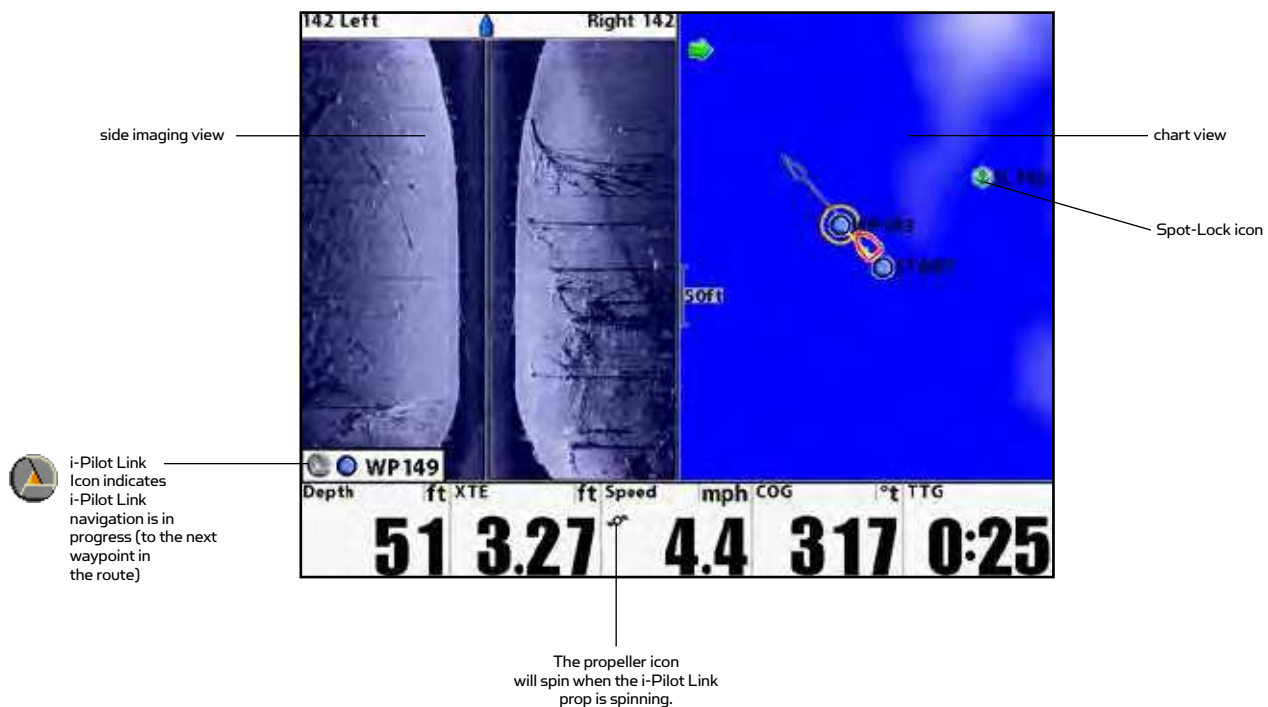 142 Left
Right 142
side imaging view
chart view
Spot-Lock icon
50ft
WP149
i-Pilot Link
Icon indicates
i-Pilot Link
navigation is in
progress (to the next
waypoint in
the route)
Depth ft
XTE ft
Speed mph
COG °t
TTG
51
3.27
4.4
317
0:25
The propeller icon
will spin when the i-Pilot Link
prop is spinning.